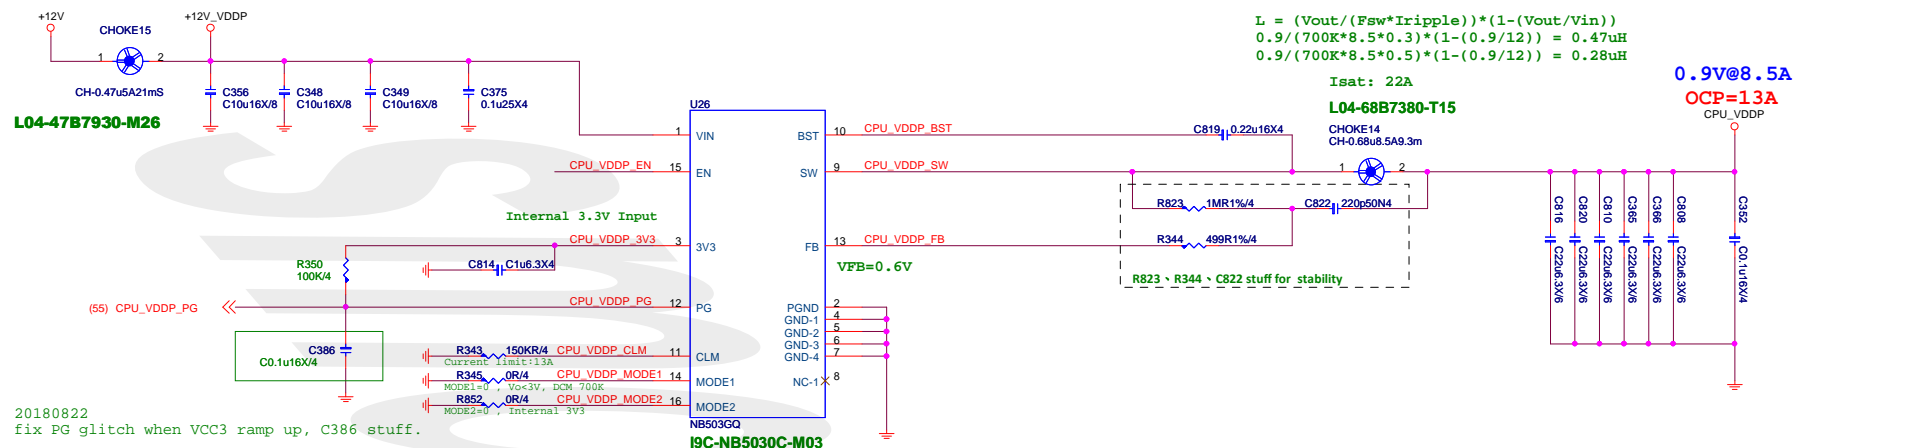 +12V
+12V_VDDP
CHOKE15
1
2
CH-0.47u5A21mS
L04-47B7930-M26
C356
C10u16X/8
C348
C10u16X/8
C349
C10u16X/8
C375
0.1u25X4
L = (Vout/(Fsw*Iripple))*(1-(Vout/Vin))
0.9/(700K*8.5*0.3)*(1-(0.9/12)) = 0.47uH
0.9/(700K*8.5*0.5)*(1-(0.9/12)) = 0.28uH
Isat: 22A
L04-68B7380-T15
CHOKE14
CH-0.68u8.5A9.3m
1
2
0.9V@8.5A
OCP=13A
CPU_VDDP
U26
1
VIN
BST
10
CPU_VDDP_BST
C819
0.22u16X4
CPU_VDDP_EN
15
EN
SW
9
CPU_VDDP_SW
R823
1MR1%/4
C822
220p50N4
Internal 3.3V Input
CPU_VDDP_3V3
3
3V3
FB
13
CPU_VDDP_FB
R344
499R1%/4
VFB=0.6V
R823、R344、C822 stuff for stability
R350
100K/4
C814
C1u6.3X4
(55)
CPU_VDDP_PG
CPU_VDDP_PG
12
PG
PGND
2
GND-1
4
GND-2
5
GND-3
6
GND-4
7
C386
C0.1u16X/4
R343
150KR/4
CPU_VDDP_CLM
11
CLM
Current limit:13A
R345
0R/4
CPU_VDDP_MODE1
14
MODE1
NC-1
8
MODE1=0 , Vo<3V, DCM 700K
R852
0R/4
CPU_VDDP_MODE2
16
MODE2
MODE2=0 , Internal 3V3
NB503GQ
I9C-NB5030C-M03
C816
C22u6.3X/6
C820
C22u6.3X/6
C810
C22u6.3X/6
C365
C22u6.3X/6
C366
C22u6.3X/6
C808
C22u6.3X/6
C352
C0.1u16X/4
20180822
fix PG glitch when VCC3 ramp up, C386 stuff.